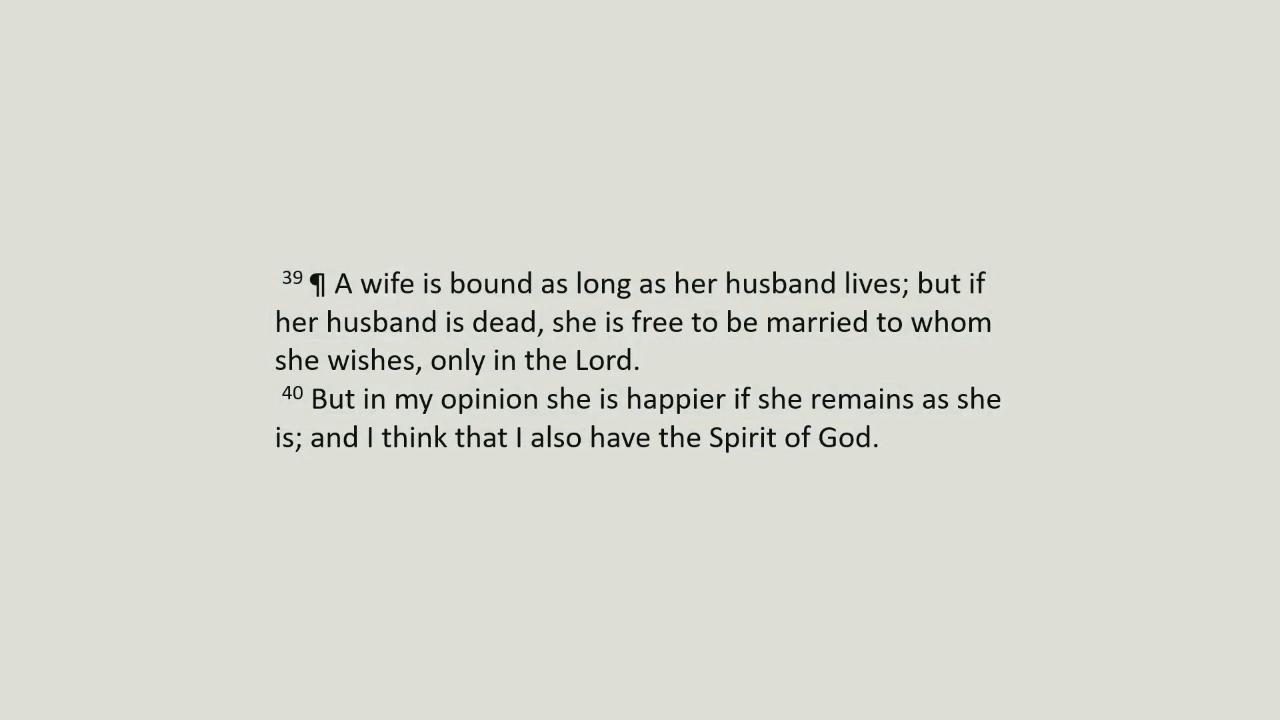 39 ¶ A wife is bound as long as her husband lives; but if
her husband is dead, she is free to be married to whom
she wishes, only in the Lord.
40 But in my opinion she is happier if she remains as she
is; and I think that I also have the Spirit of God.